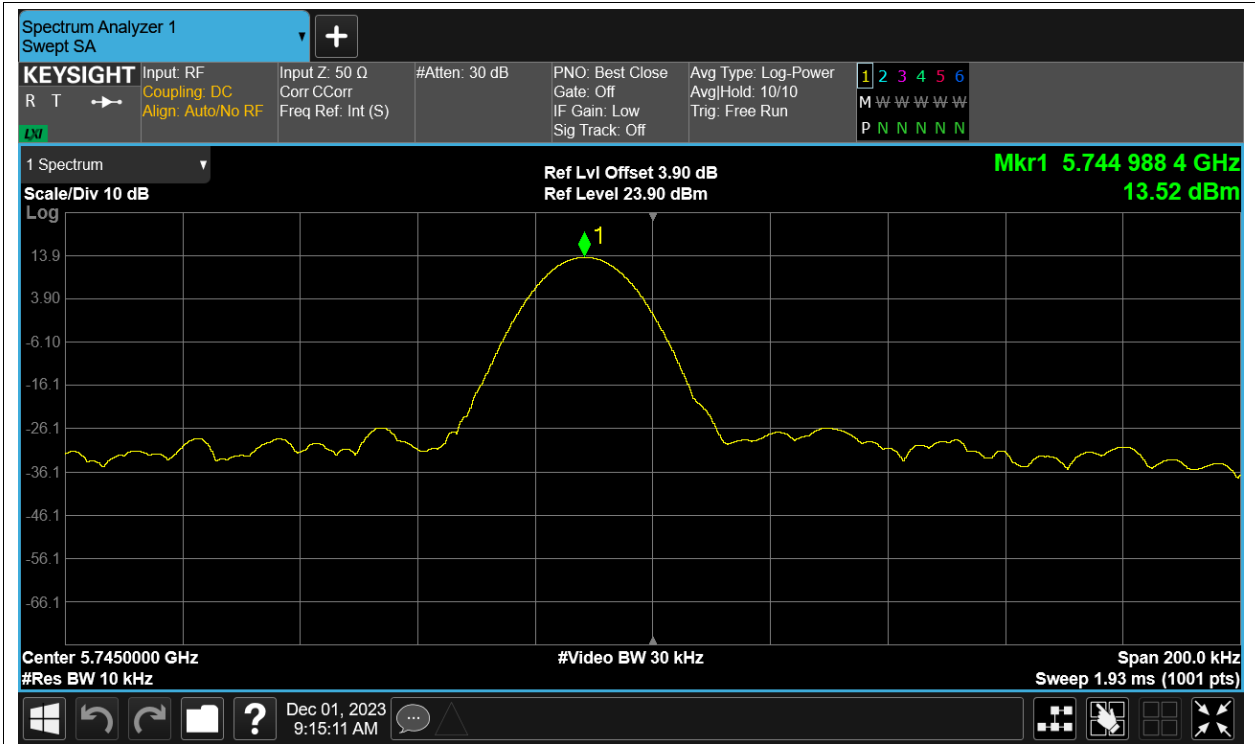 Spectrum Analyzer 1
Swept SA
KEYSIGHT
R T
LXI
Input: RF
Coupling: DC
Align: Auto/No RF
Input Z: 50 Ω
Corr CCorr
Freq Ref: Int (S)
#Atten: 30 dB
PNO: Best Close
Gate: Off
IF Gain: Low
Sig Track: Off
Avg Type: Log-Power
Avg|Hold: 10/10
Trig: Free Run
1 2 3 4 5 6
M W W W W W
P N N N N N
1 Spectrum
Scale/Div 10 dB
Log
Ref Lvl Offset 3.90 dB
Ref Level 23.90 dBm
Mkr1 5.744 988 4 GHz
13.52 dBm
1
13.9
3.90
-6.10
-16.1
-26.1
-36.1
-46.1
-56.1
-66.1
Center 5.7450000 GHz
#Res BW 10 kHz
#Video BW 30 kHz
Span 200.0 kHz
Sweep 1.93 ms (1001 pts)
?
Dec 01, 2023
9:15:11 AM